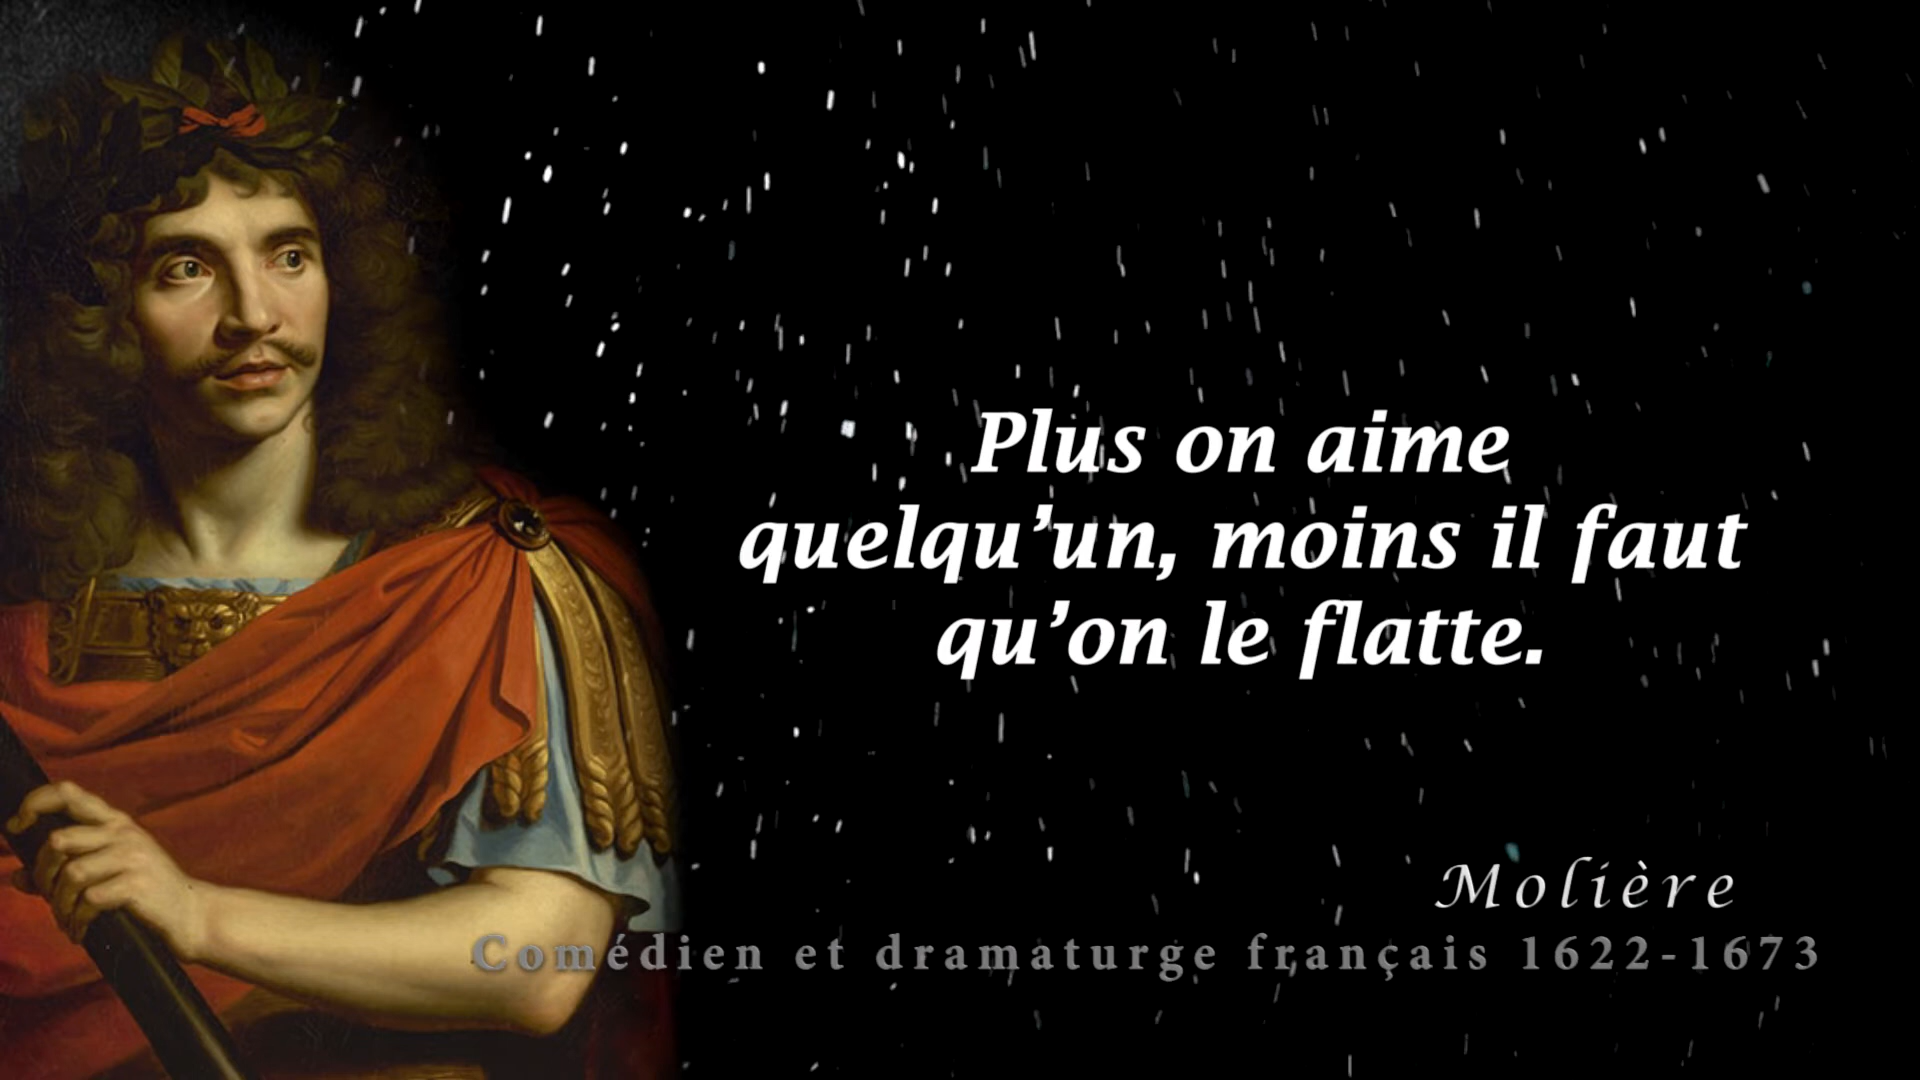 Plus on aime
quelqu’un, moins il faut
qu’on le flatte.
Molière
Comédien et dramaturge français 1622-1673